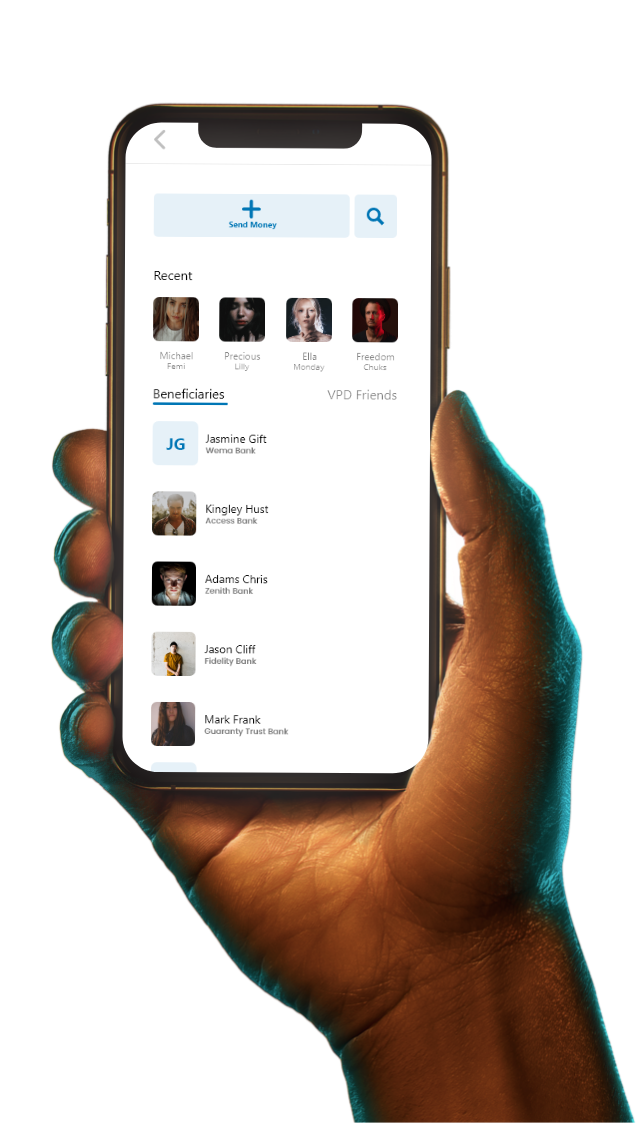 Send Money
Recent
Michael
Femi
Precious
Lilly
Ella
Monday
Freedom
Chuks
Beneficiaries
VPD Friends
JG
Jasmine Gift
Wema Bank
Kingley Hust
Access Bank
Adams Chris
Zenith Bank
Jason Cliff
Fidelity Bank
Mark Frank
Guaranty Trust Bank